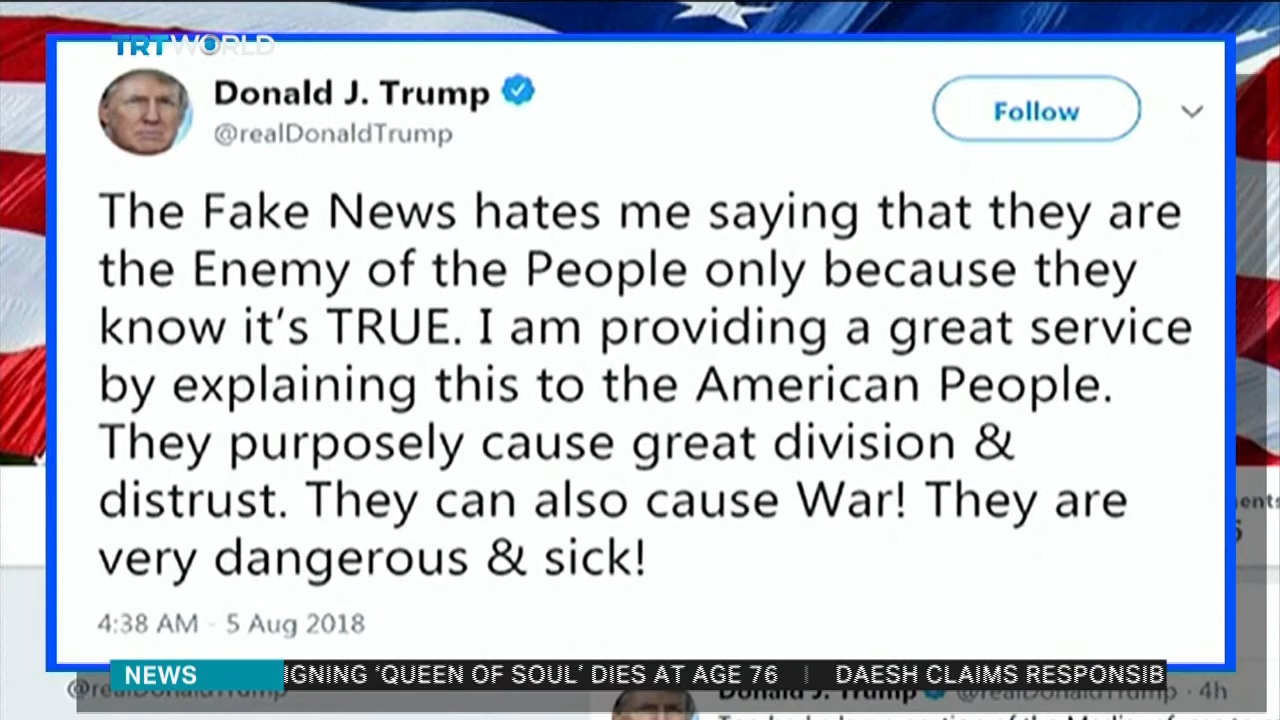 TRT WORLD
Donald J. Trump
@realDonaldTrump
Follow
The Fake News hates me saying that they are
the Enemy of the People only because they
know it's TRUE. I am providing a great service
by explaining this to the American People.
They purposely cause great division &
distrust. They can also cause War! They are
very dangerous & sick!
4:38 AM - 5 Aug 2018
NEWS
IGNING 'QUEEN OF SOUL' DIES AT AGE 76 | DAESH CLAIMS RESPONSIB
@realDonaldTrump
Donald J. Trump @realDonaldTrump · 4h